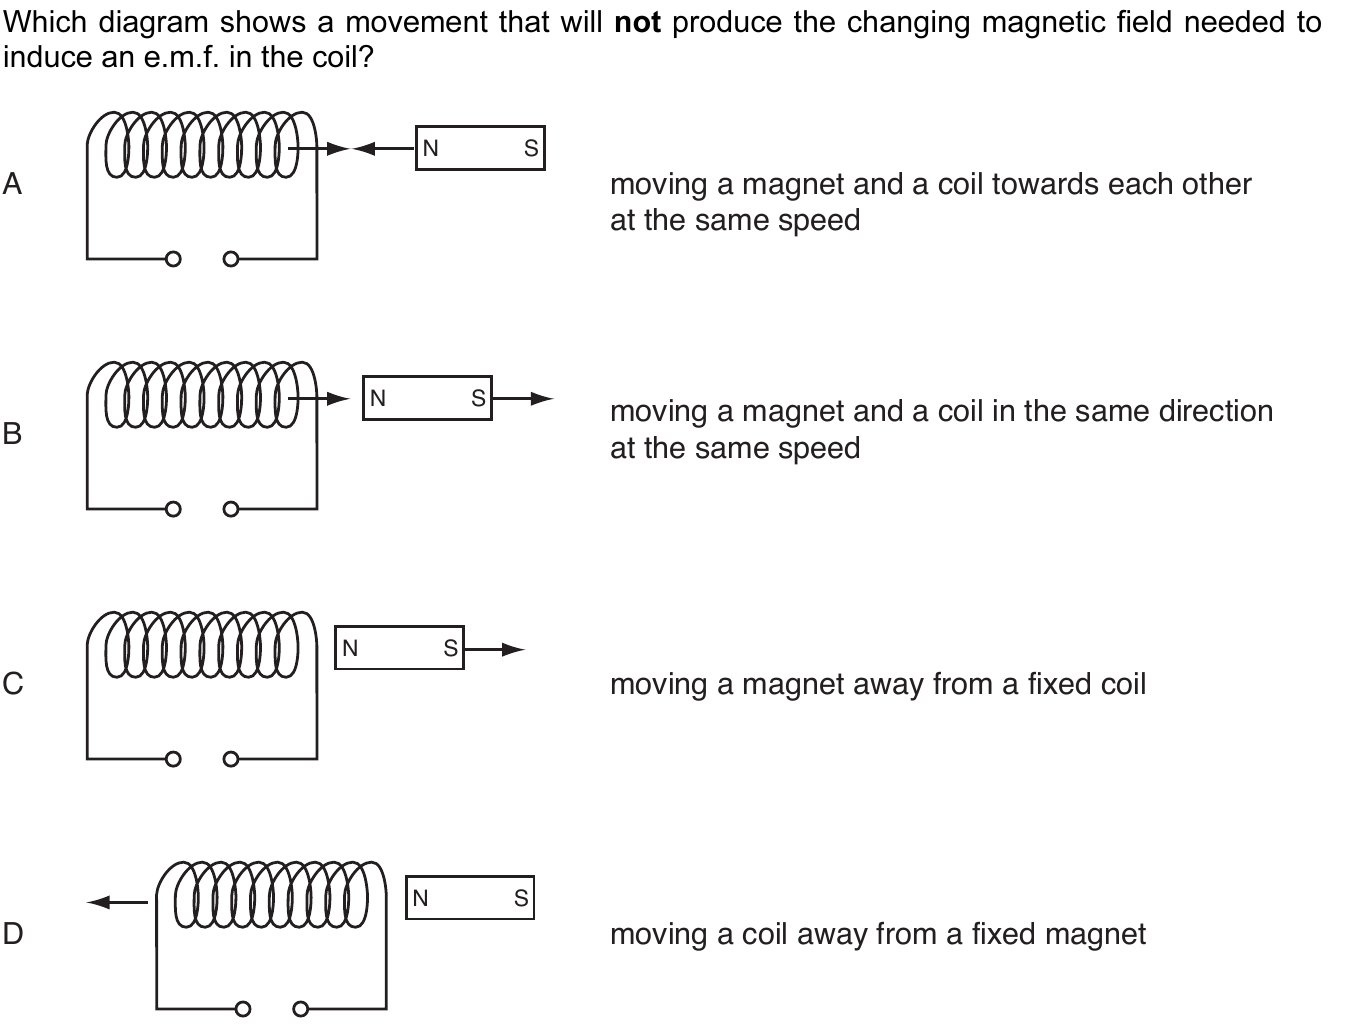 Which diagram shows a movement that will not produce the changing magnetic field needed to
induce an e.m.f. in the coil?
A
N S
moving a magnet and a coil towards each other
at the same speed
B
N S
moving a magnet and a coil in the same direction
at the same speed
C
N S
moving a magnet away from a fixed coil
D
N S
moving a coil away from a fixed magnet